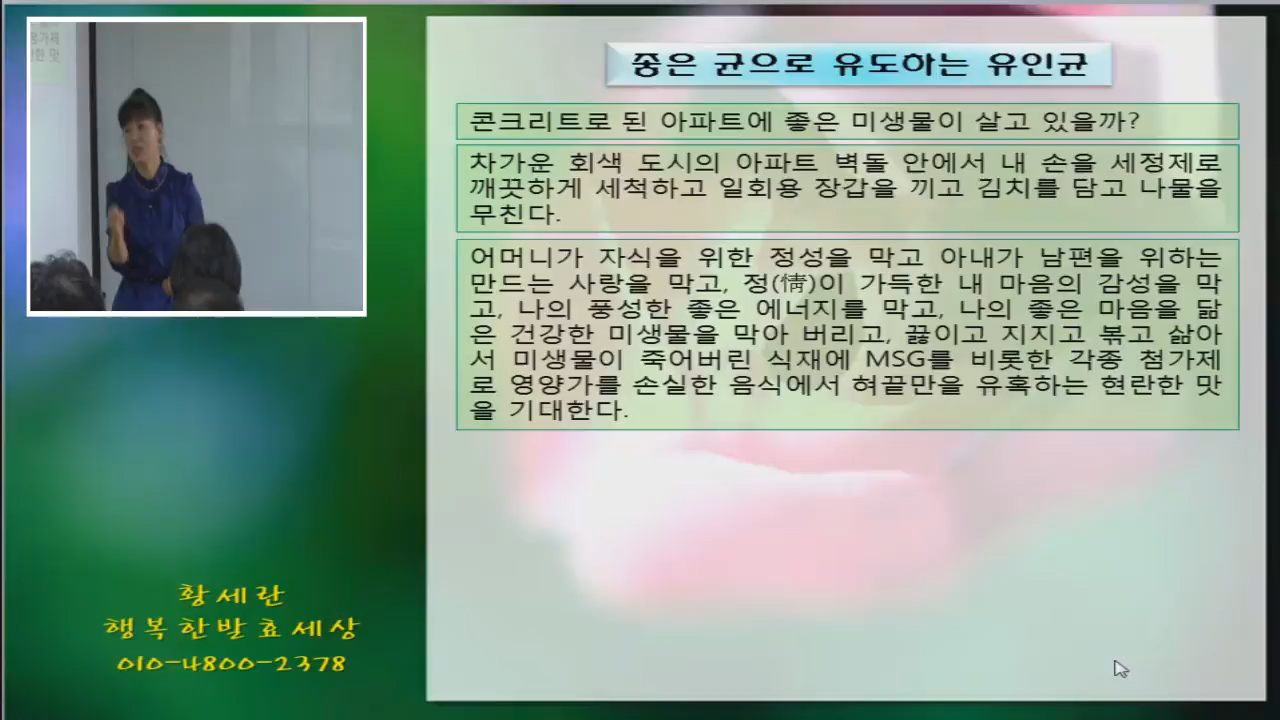 좋은 균으로 유도하는 유인균
콘크리트로 된 아파트에 좋은 미생물이 살고 있을까?
차가운 회색 도시의 아파트 벽돌 안에서 내 손을 세정제로
깨끗하게 세척하고 일회용 장갑을 끼고 김치를 담고 나물을
무친다.
어머니가 자식을 위한 정성을 막고 아내가 남편을 위하는
만드는 사랑을 막고, 정(情)이 가득한 내 마음의 감성을 막
고, 나의 풍성한 좋은 에너지를 막고, 나의 좋은 마음을 닮
은 건강한 미생물을 막아 버리고, 끓이고 지지고 볶고 삶아
서 미생물이 죽어버린 식재에 MSG를 비롯한 각종 첨가제
로 영양가를 손실한 음식에서 혀끝만을 유혹하는 현란한 맛
을 기대한다.
황세란
행복한발효세상
010-4800-2378